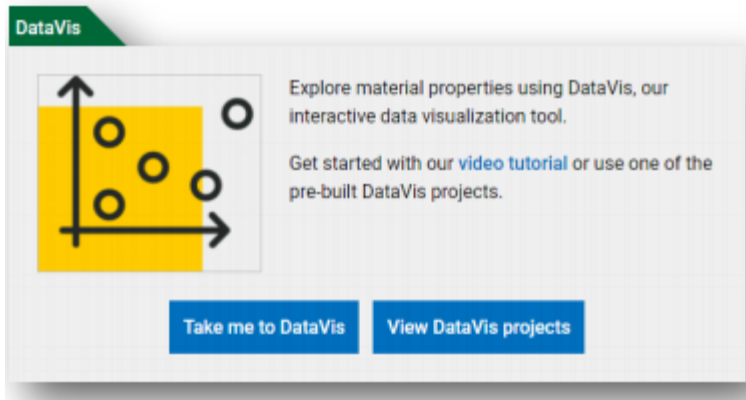 DataVis
Explore material properties using DataVis, our
interactive data visualization tool.
Get started with our video tutorial or use one of the
pre-built DataVis projects.
Take me to DataVis
View DataVis projects